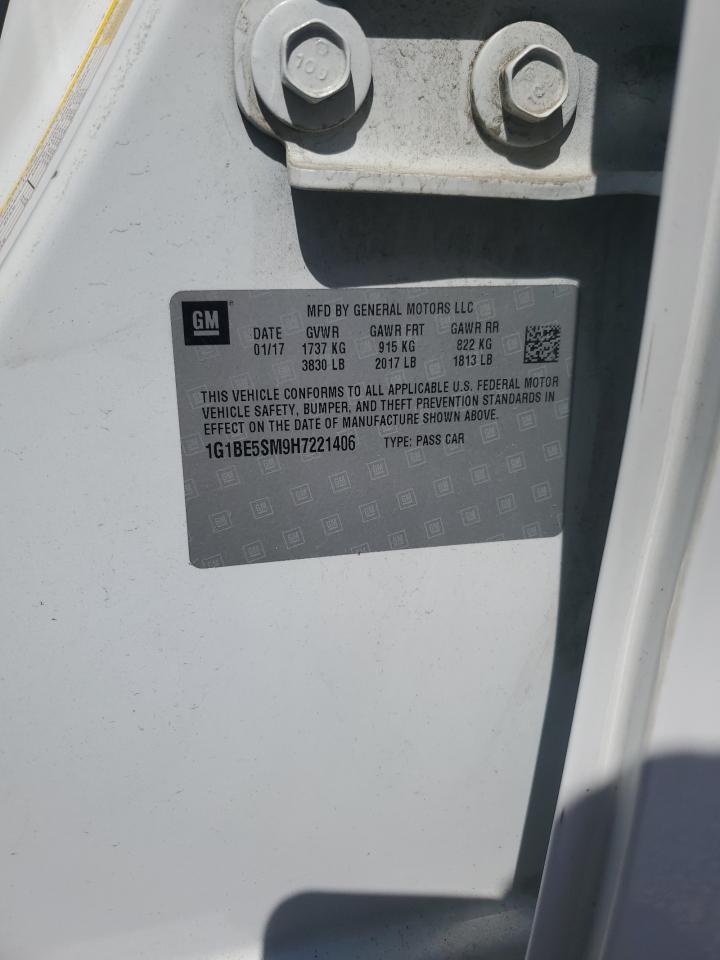 10J
GM
MFD BY GENERAL MOTORS LLC
DATE GVWR GAWR FRT GAWR RR
01/17 1737 KG 915 KG 822 KG
3830 LB 2017 LB 1813 LB
THIS VEHICLE CONFORMS TO ALL APPLICABLE U.S. FEDERAL MOTOR
VEHICLE SAFETY, BUMPER, AND THEFT PREVENTION STANDARDS IN
EFFECT ON THE DATE OF MANUFACTURE SHOWN ABOVE.
1G1BE5SM9H7221406 TYPE: PASS CAR